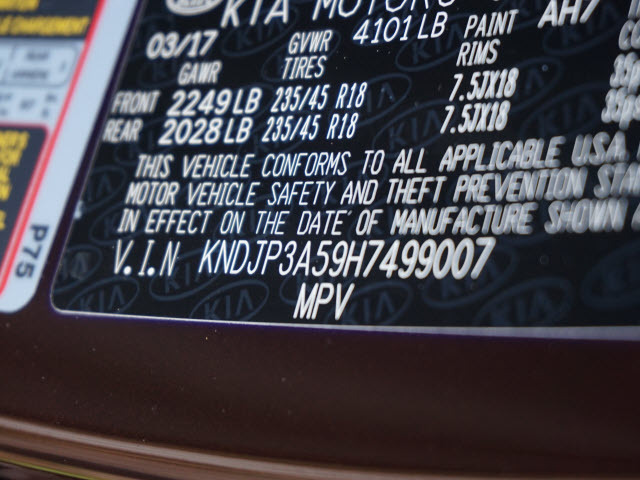 KIA MOTORS
03/17 GVWR 4101 LB PAINT AH7
GAWR TIRES RIMS
FRONT 2249 LB 235/45 R18 7.5JX18
REAR 2028 LB 235/45 R18 7.5JX18
THIS VEHICLE CONFORMS TO ALL APPLICABLE U.S.A.
MOTOR VEHICLE SAFETY AND THEFT PREVENTION
IN EFFECT ON THE DATE OF MANUFACTURE SHOWN
V.I.N KNDJP3A59H7499007
MPV
P75